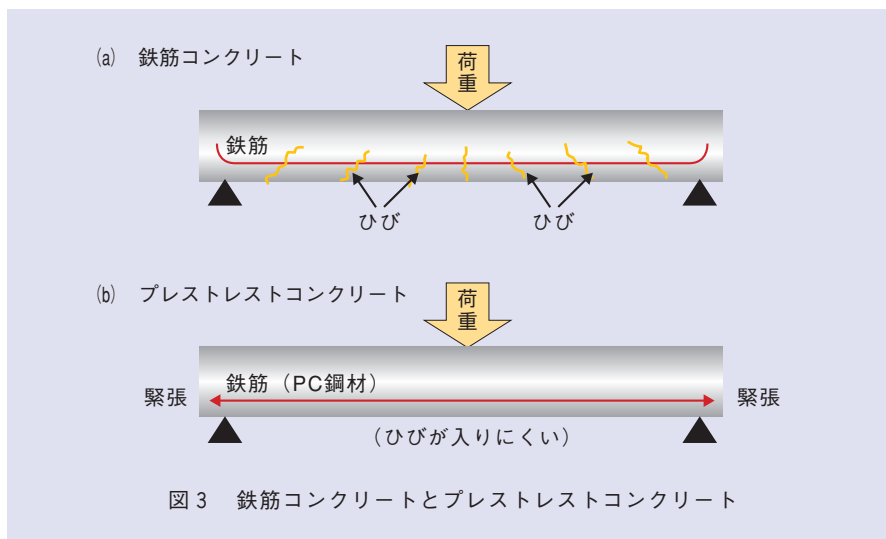 (a) 鉄筋コンクリート
荷重
鉄筋
ひび
ひび
(b) プレストレストコンクリート
荷重
鉄筋（PC鋼材）
緊張
緊張
（ひびが入りにくい）
図3 鉄筋コンクリートとプレストレストコンクリート